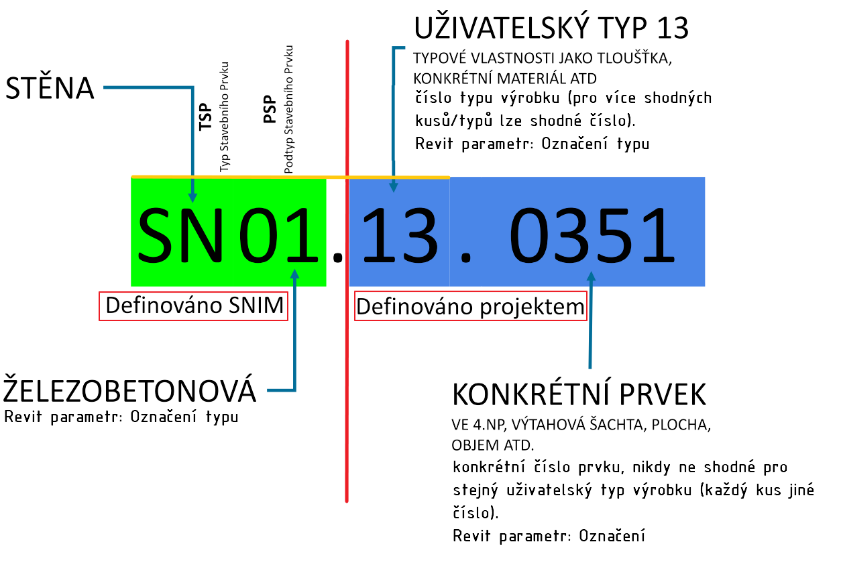 UŽIVATELSKÝ TYP 13
TYPOVÉ VLASTNOSTI JAKO TLOUŠŤKA,
KONKRÉTNÍ MATERIÁL ATD
číslo typu výrobku (pro více shodných
kusů/typů lze shodné číslo).
Revit parametr: Označení typu
STĚNA
TSP
Typ Stavebního Prvku
PSP
Podtyp Stavebního Prvku
SN01.13.0351
Definováno SNIM
Definováno projektem
ŽELEZOBETONOVÁ
Revit parametr: Označení typu
KONKRÉTNÍ PRVEK
VE 4.NP, VÝTAHOVÁ ŠACHTA, PLOCHA,
OBJEM ATD.
konkrétní číslo prvku, nikdy ne shodné pro
stejný uživatelský typ výrobku (každý kus jiné
číslo).
Revit parametr: Označení